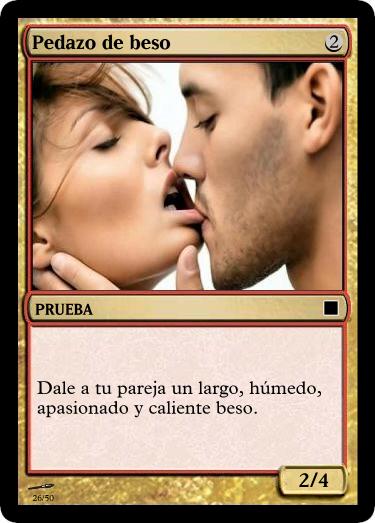 Pedazo de beso 2
PRUEBA
Dale a tu pareja un largo, húmedo,
apasionado y caliente beso.
2/4
26/50